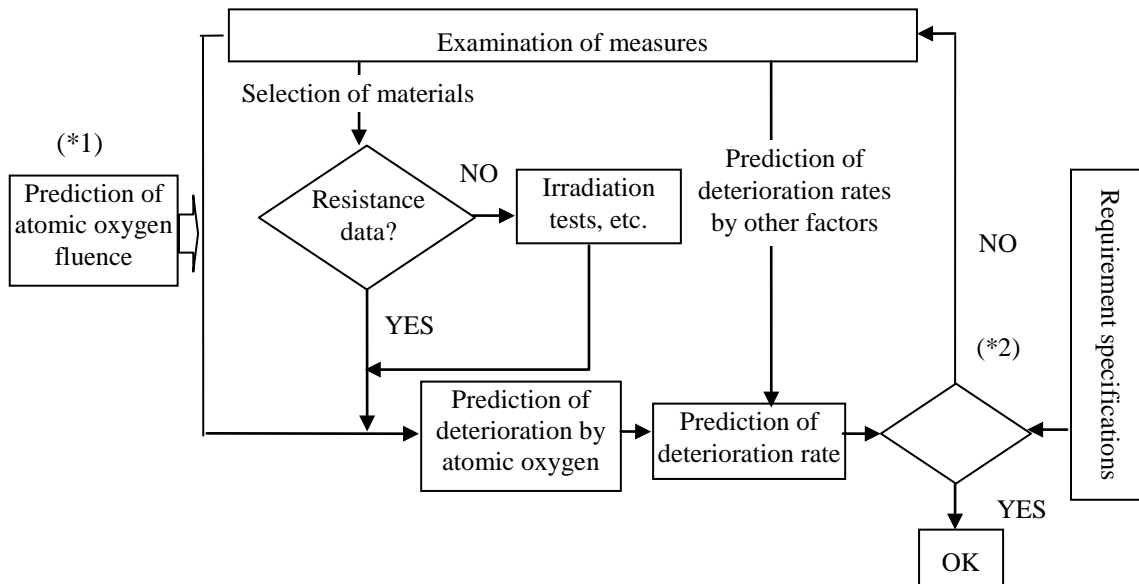 Examination of measures
Selection of materials
(*1)
Prediction of
atomic oxygen
fluence
Resistance
data?
NO
Irradiation
tests, etc.
YES
Prediction of
deterioration rates
by other factors
NO
Requirement specifications
(*2)
Prediction of
deterioration by
atomic oxygen
Prediction of
deterioration rate
YES
OK